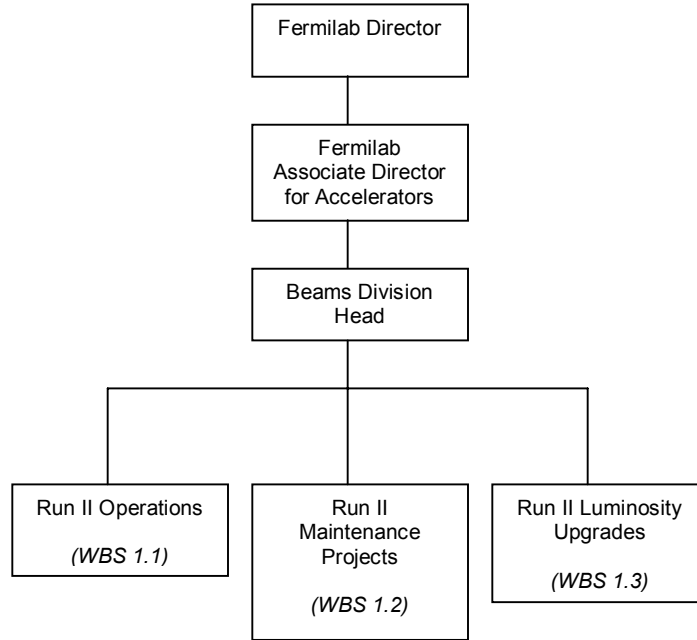 Fermilab Director
Fermilab
Associate Director
for Accelerators
Beams Division
Head
Run II Operations
(WBS 1.1)
Run II
Maintenance
Projects
(WBS 1.2)
Run II Luminosity
Upgrades
(WBS 1.3)